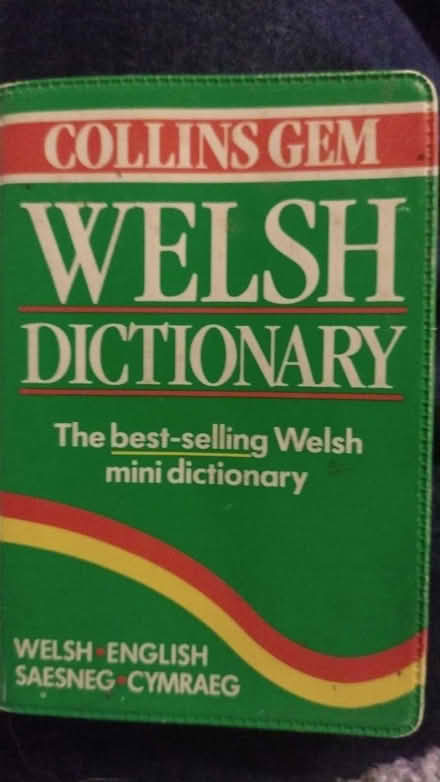 COLLINS GEM
WELSH
DICTIONARY
The best-selling Welsh
mini dictionary
WELSH•ENGLISH
SAESNEG•CYMRAEG